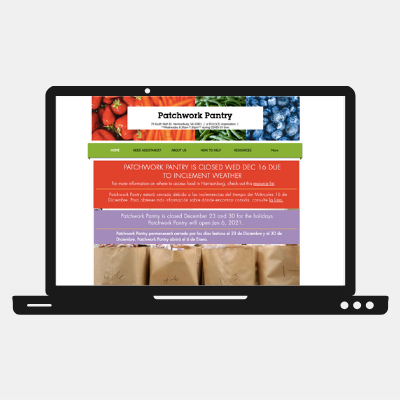 Patchwork Pantry
HOME NEED ASSISTANCE? ABOUT US HOW TO HELP RESOURCES More
PATCHWORK PANTRY IS CLOSED WED DEC 16 DUE
TO INCLEMENT WEATHER
For more information on where to access food in Harrisonburg, check out this resource list.
Patchwork Pantry estará cerrado debido a las inclemencias del tiempo del Miércoles 16 de
Diciembre. Para obtener más información sobre dónde encontrar comida, consulte la lista.
Patchwork Pantry is closed December 23 and 30 for the holidays.
Patchwork Pantry will open Jan 6, 2021.
Patchwork Pantry permanecerá cerrado por los días festivos el 23 de Diciembre y el 30 de
Diciembre. Patchwork Pantry abrirá el 6 de Enero.